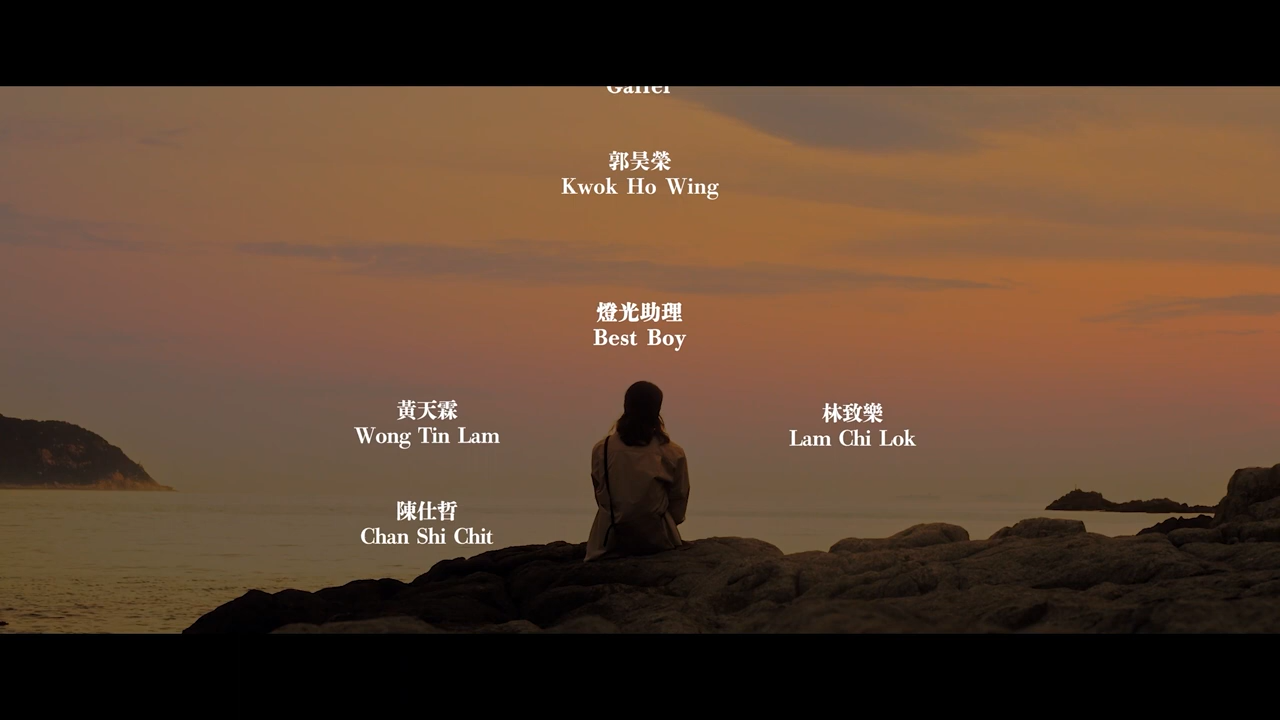 Gaffer
郭昊榮
Kwok Ho Wing
燈光助理
Best Boy
黃天霖
Wong Tin Lam
林致樂
Lam Chi Lok
陳仕哲
Chan Shi Chit